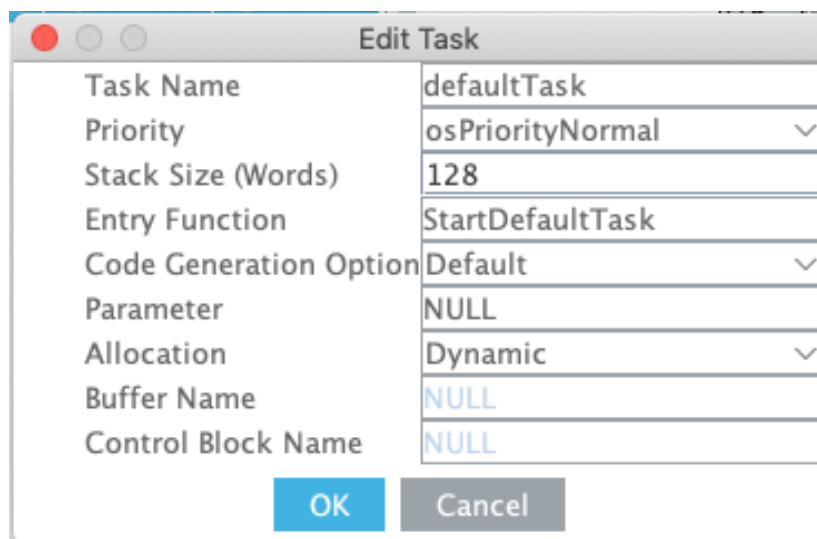 Edit Task
Task Name defaultTask
Priority osPriorityNormal
Stack Size (Words) 128
Entry Function StartDefaultTask
Code Generation Option Default
Parameter NULL
Allocation Dynamic
Buffer Name NULL
Control Block Name NULL
OK Cancel